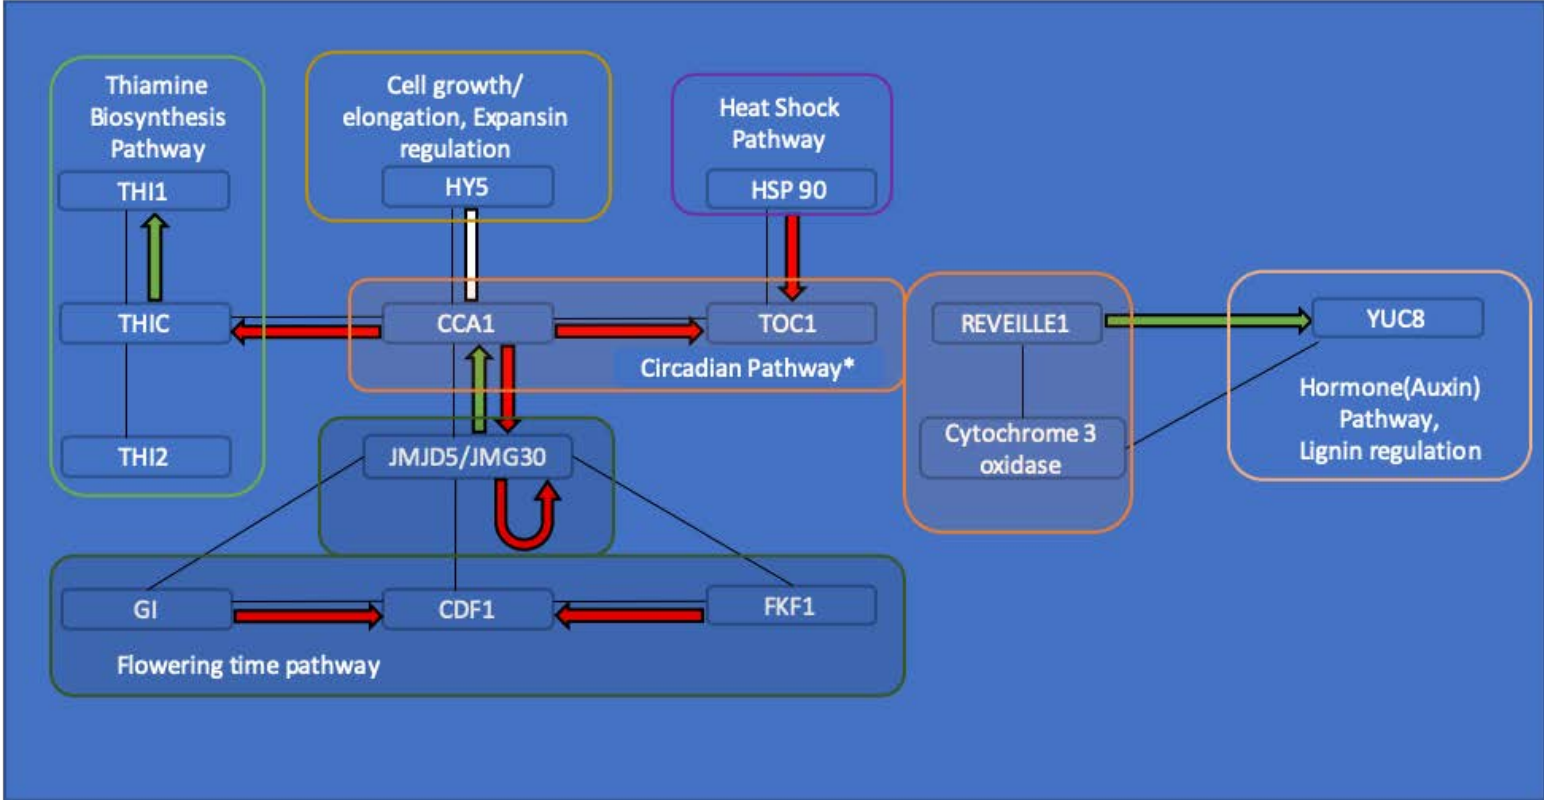 Thiamine
Biosynthesis
Pathway
THI1
Cell growth/
elongation, Expansin
regulation
HY5
Heat Shock
Pathway
HSP 90
THIC
CCA1
TOC1
Circadian Pathway*
REVEILLE1
YUC8
Cytochrome 3
oxidase
Hormone(Auxin)
Pathway,
Lignin regulation
THI2
JMJD5/JMG30
GI
CDF1
FKF1
Flowering time pathway